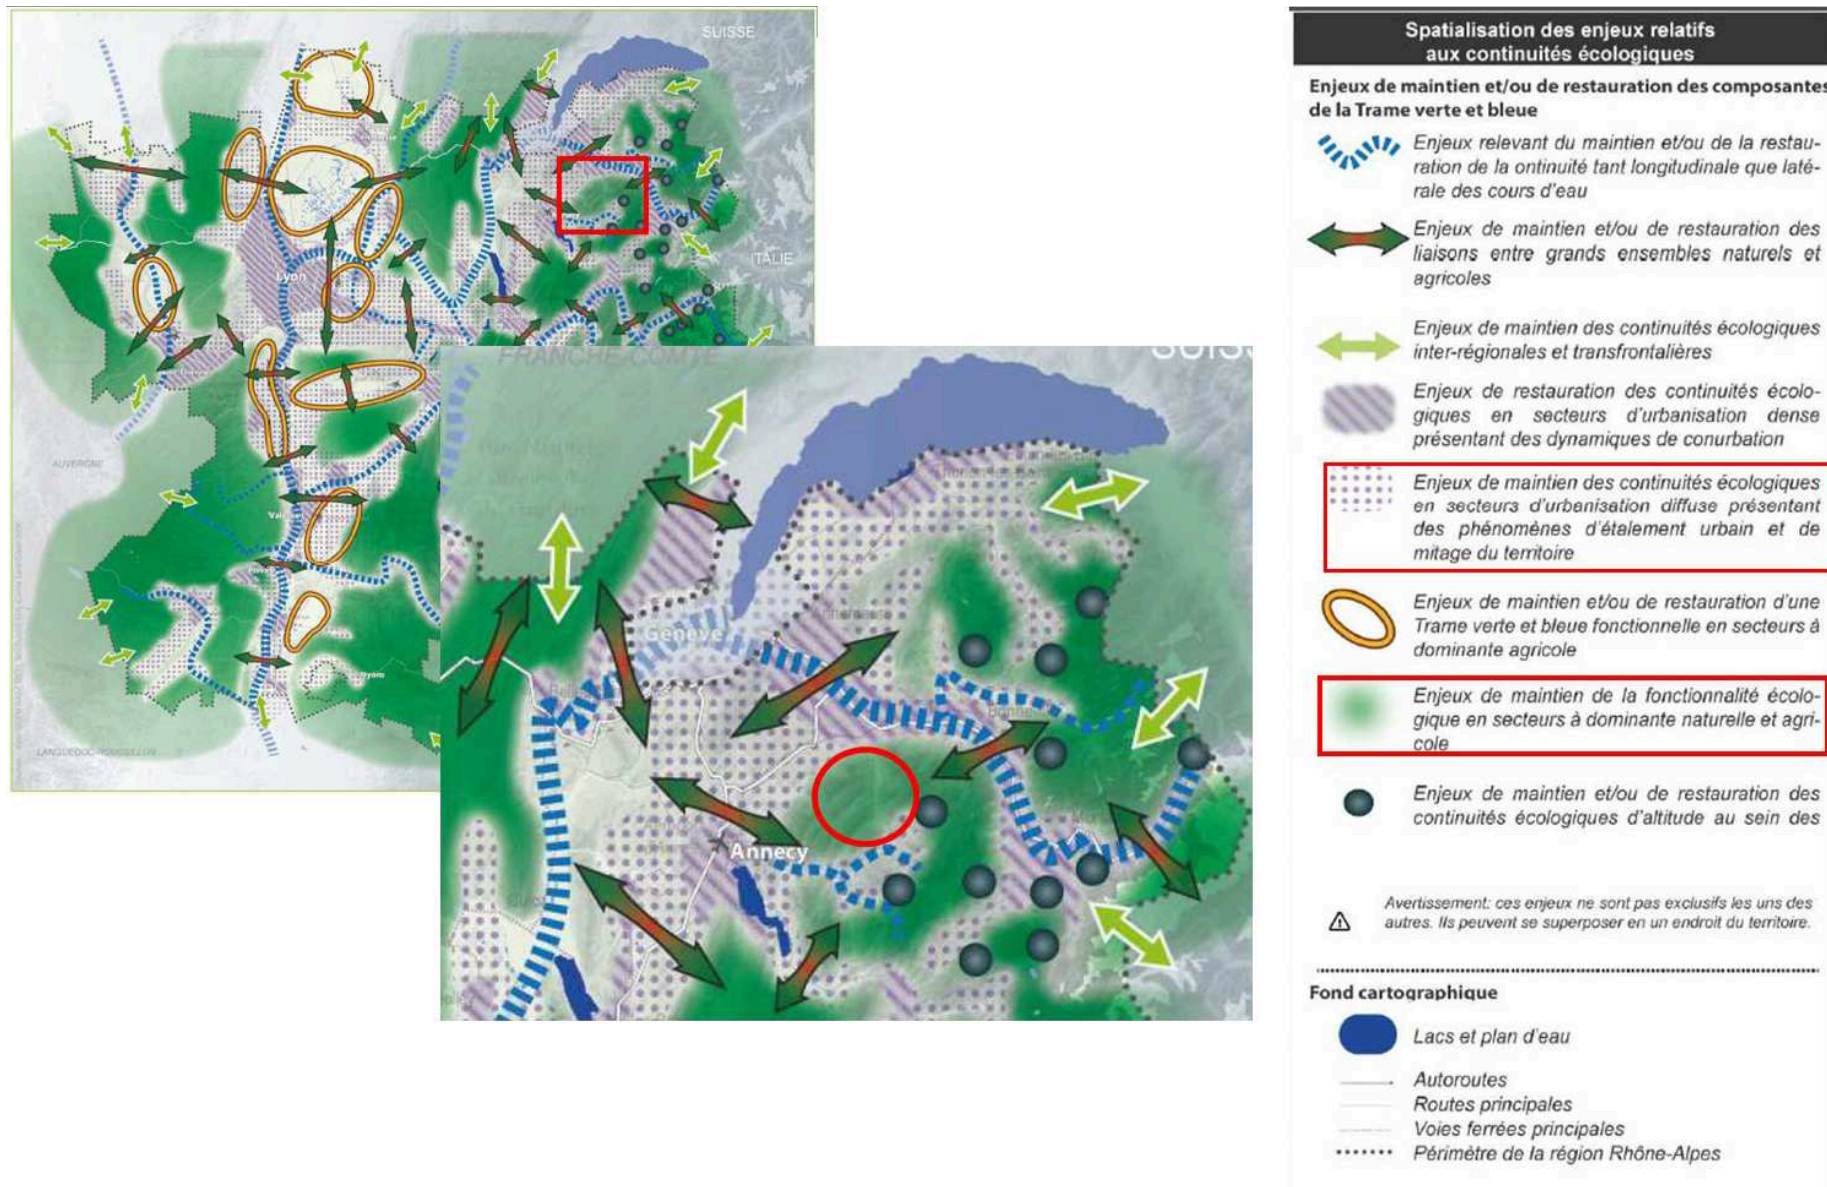 SUISSE
ITALIE
Lyon
AUVERGNE
Valence
LANGUEDOC-ROUSSILLON
FRANCHE-COMTE
Genève
Annemasse
Bonne
Annecy
Spatialisation des enjeux relatifs
aux continuités écologiques
Enjeux de maintien et/ou de restauration des composantes
de la Trame verte et bleue
Enjeux relevant du maintien et/ou de la restau-
ration de la ontinuité tant longitudinale que laté-
rale des cours d'eau
Enjeux de maintien et/ou de restauration des
liaisons entre grands ensembles naturels et
agricoles
Enjeux de maintien des continuités écologiques
inter-régionales et transfrontalières
Enjeux de restauration des continuités écolo-
giques en secteurs d'urbanisation dense
présentant des dynamiques de conurbation
Enjeux de maintien des continuités écologiques
en secteurs d'urbanisation diffuse présentant
des phénomènes d'étalement urbain et de
mitage du territoire
Enjeux de maintien et/ou de restauration d'une
Trame verte et bleue fonctionnelle en secteurs à
dominante agricole
Enjeux de maintien de la fonctionnalité écolo-
gique en secteurs à dominante naturelle et agri-
cole
Enjeux de maintien et/ou de restauration des
continuités écologiques d'altitude au sein des
Avertissement: ces enjeux ne sont pas exclusifs les uns des
autres. Ils peuvent se superposer en un endroit du territoire.
Fond cartographique
Lacs et plan d'eau
Autoroutes
Routes principales
Voies ferrées principales
Périmètre de la région Rhône-Alpes